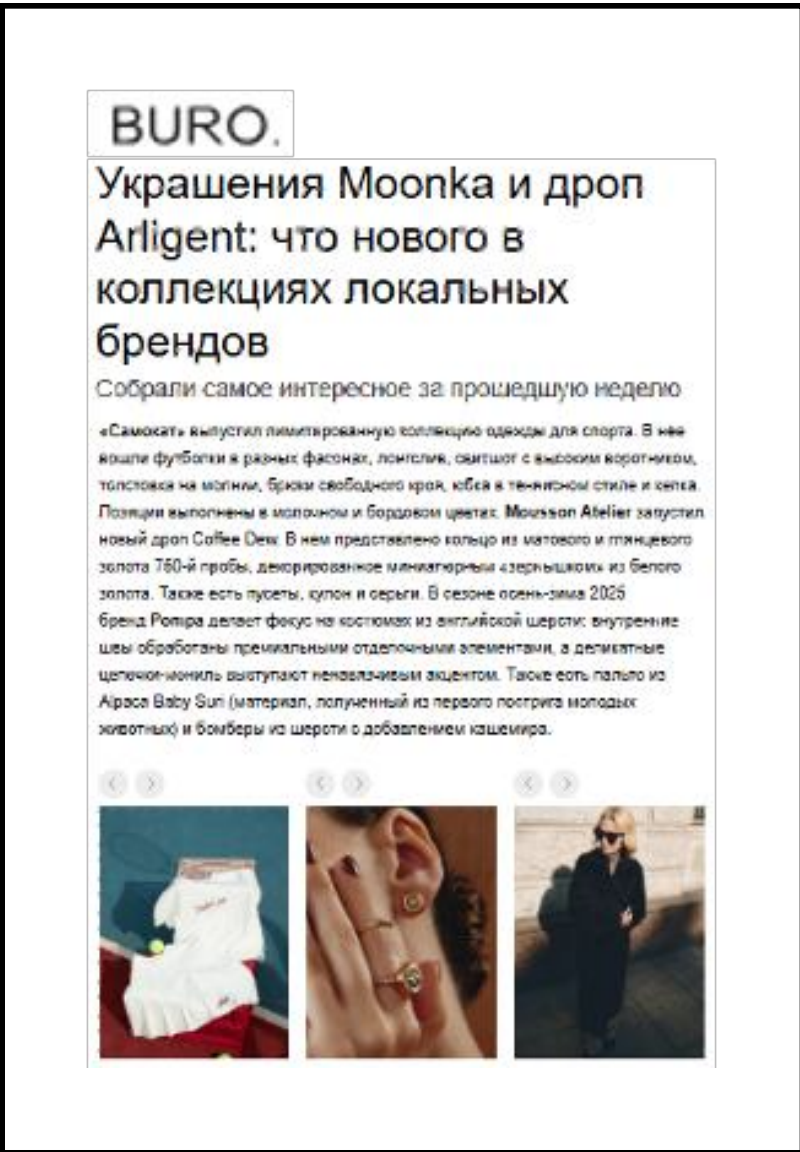 BURO.
Украшения Moonka и дроп
Arligent: что нового в
коллекциях локальных
брендов
Собрали самое интересное за прошедшую неделю
«Самокат» выпустил лимитированную коллекцию одежды для спорта. В нее
вошли футболки в разных фасонах, лонгслив, свитшот с высоким воротником,
толстовка на молнии, брюки свободного кроя, юбка в теннисном стиле и кепка.
Позиции выполнены в молочном и бордовом цветах. Mousson Atelier запустил
новый дроп Coffee Dew. В нем представлено кольцо из матового и глянцевого
золота 750-й пробы, декорированное миниатюрным «зернышком» из белого
золота. Также есть пусеты, кулон и серьги. В сезоне осень-зима 2025
бренд Pompa делает фокус на костюмах из английской шерсти: внутренние
швы обработаны премиальными отделочными элементами, а деликатные
цепочки-мониль выступают ненавязчивым акцентом. Также есть пальто из
Alpaca Baby Suri (материал, полученный из первого пострига молодых
животных) и бомберы из шерсти с добавлением кашемира.